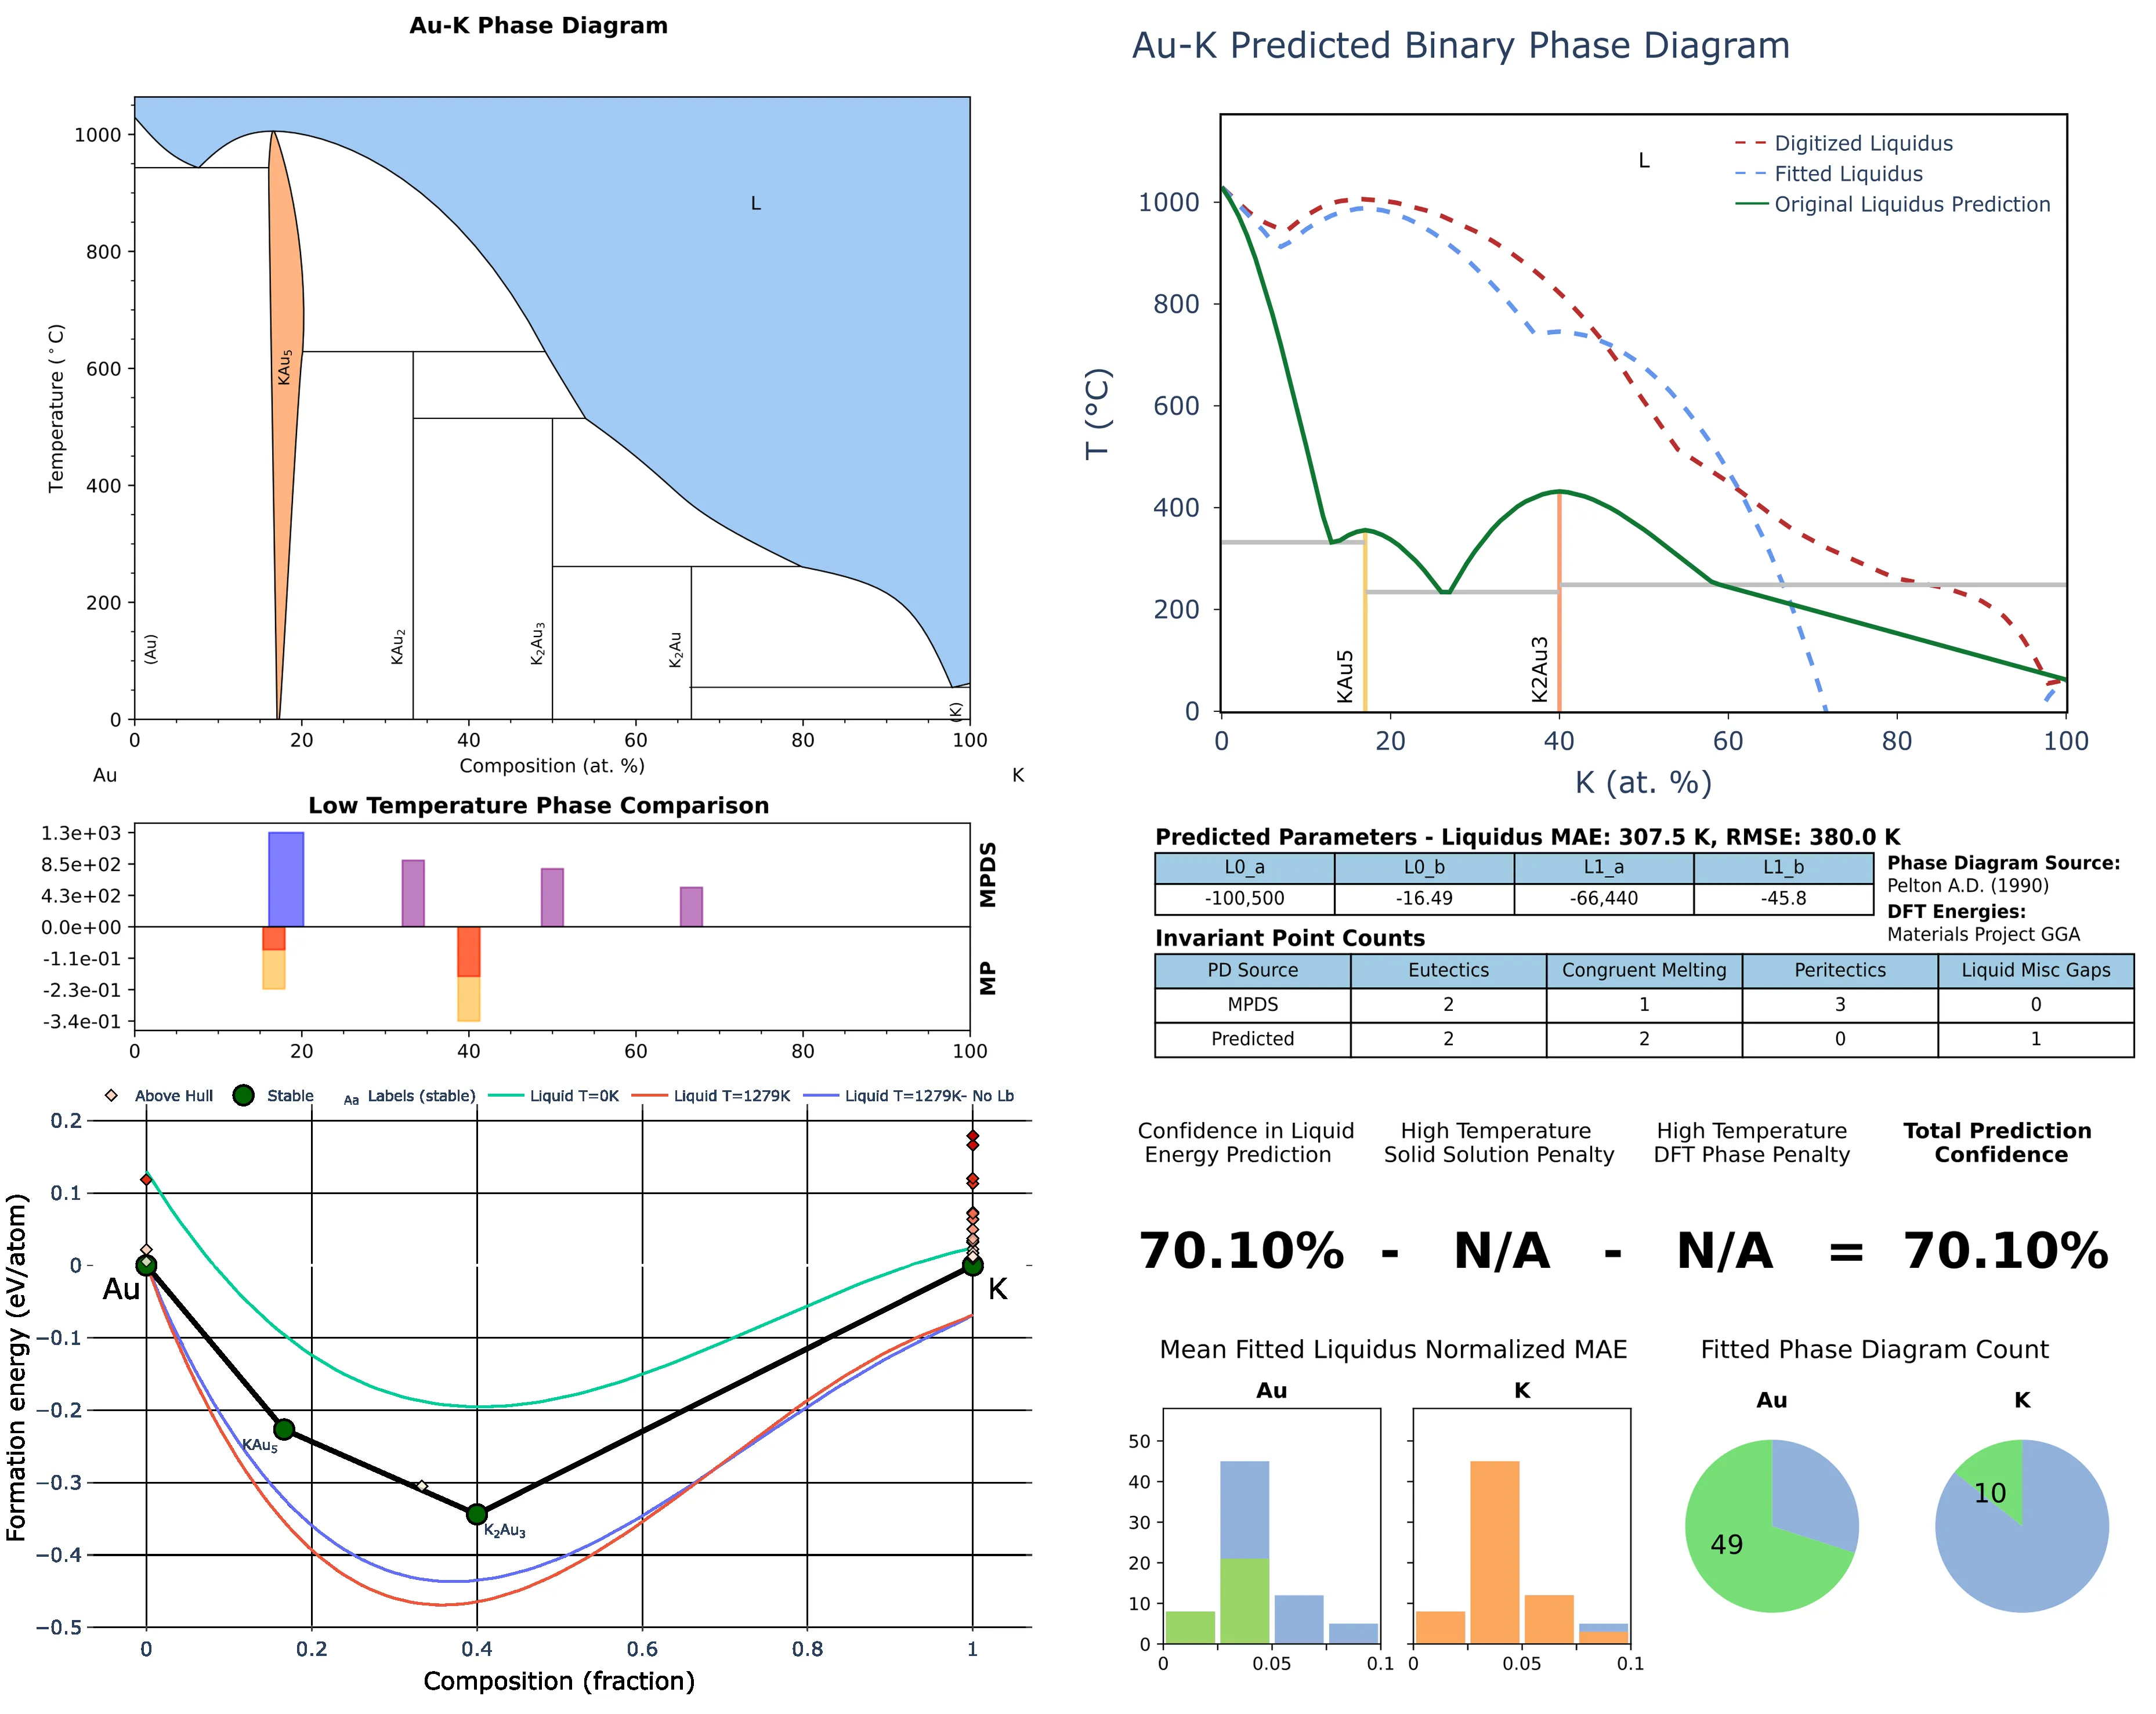 Au-K Phase Diagram
1000
800
600
400
200
0
Temperature (°C)
L
KAu5
(Au)
KAu2
K2Au3
K2Au
(K)
0 20 40 60 80 100
Composition (at. %)
Au K
Low Temperature Phase Comparison
1.3e+03
8.5e+02
4.3e+02
0.0e+00
-1.1e-01
-2.3e-01
-3.4e-01
MPDS
MP
0 20 40 60 80 100
Above Hull Stable Aa Labels (stable) Liquid T=0K Liquid T=1279K Liquid T=1279K- No Lb
0.2
0.1
0
−0.1
−0.2
−0.3
−0.4
−0.5
Formation energy (eV/atom)
Au
K
KAu5
K2Au3
0 0.2 0.4 0.6 0.8 1
Composition (fraction)
Au-K Predicted Binary Phase Diagram
Digitized Liquidus
Fitted Liquidus
Original Liquidus Prediction
L
1000
800
600
400
200
0
T (°C)
KAu5
K2Au3
0 20 40 60 80 100
K (at. %)
Predicted Parameters - Liquidus MAE: 307.5 K, RMSE: 380.0 K
L0_a L0_b L1_a L1_b
-100,500 -16.49 -66,440 -45.8
Phase Diagram Source:
Pelton A.D. (1990)
DFT Energies:
Materials Project GGA
Invariant Point Counts
PD Source Eutectics Congruent Melting Peritectics Liquid Misc Gaps
MPDS 2 1 3 0
Predicted 2 2 0 1
Confidence in Liquid
Energy Prediction
High Temperature
Solid Solution Penalty
High Temperature
DFT Phase Penalty
Total Prediction
Confidence
70.10% - N/A - N/A = 70.10%
Mean Fitted Liquidus Normalized MAE
Au K
50
40
30
20
10
0
0 0.05 0.1
0 0.05 0.1
Fitted Phase Diagram Count
Au K
49
10